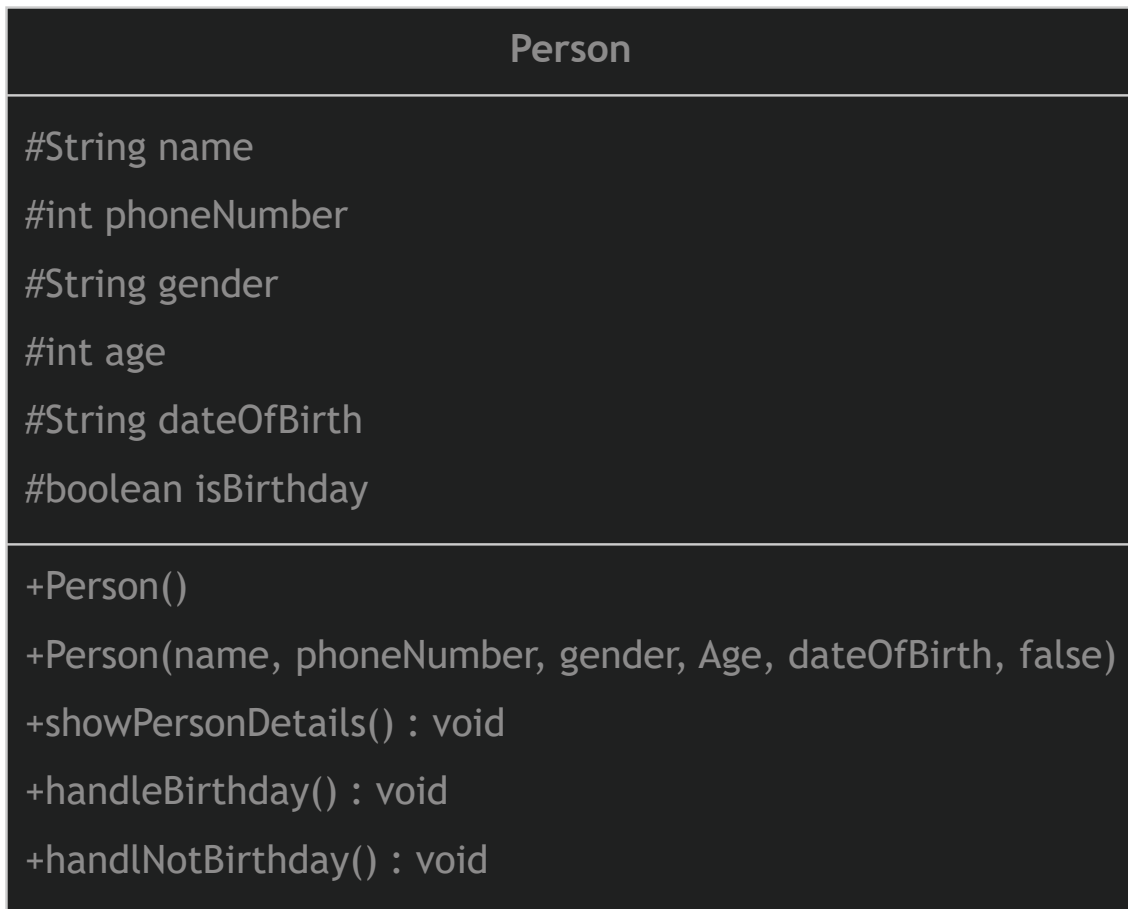 Person
#String name
#int phoneNumber
#String gender
#int age
#String dateOfBirth
#boolean isBirthday
+Person()
+Person(name, phoneNumber, gender, Age, dateOfBirth, false)
+showPersonDetails() : void
+handleBirthday() : void
+handlNotBirthday() : void